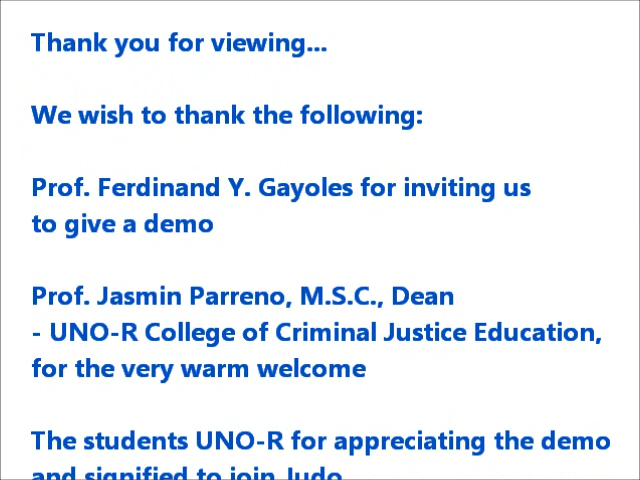 Thank you for viewing...
We wish to thank the following:
Prof. Ferdinand Y. Gayoles for inviting us
to give a demo
Prof. Jasmin Parreno, M.S.C., Dean
- UNO-R College of Criminal Justice Education,
for the very warm welcome
The students UNO-R for appreciating the demo
and signified to join Judo